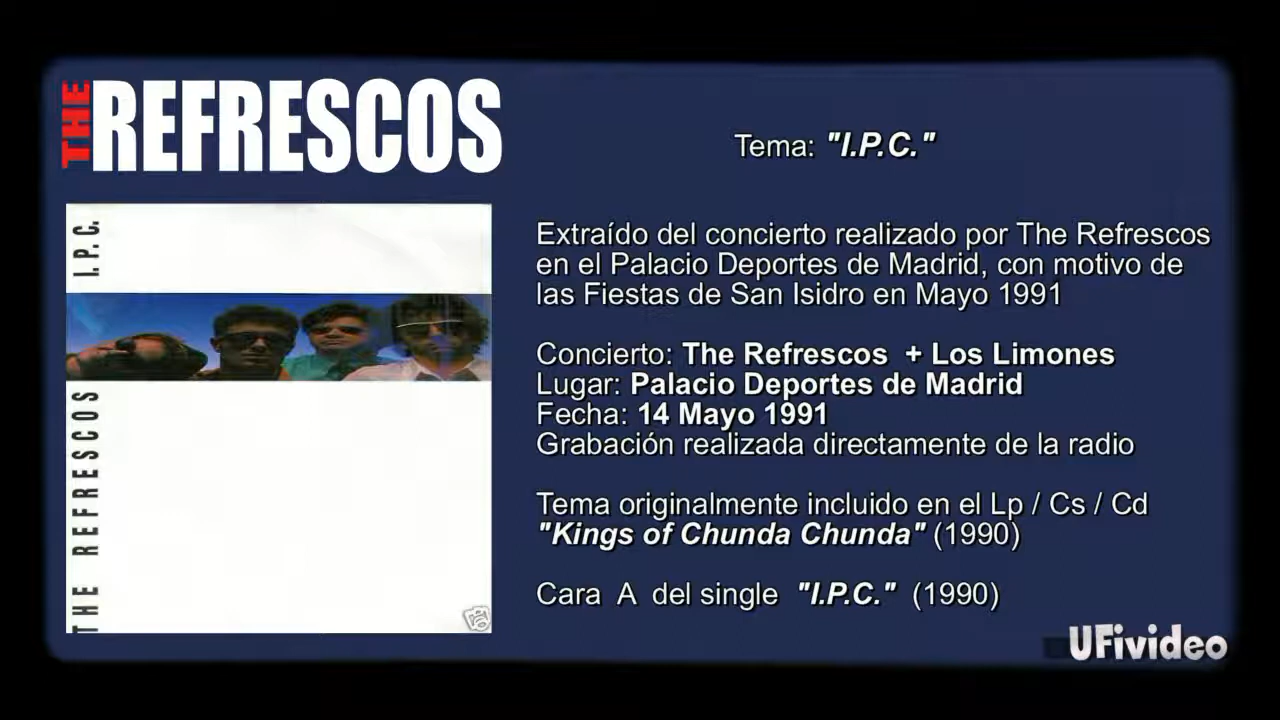 THE REFRESCOS
Tema: "I.P.C."
I.P.C.
THE REFRESCOS
Extraído del concierto realizado por The Refrescos
en el Palacio Deportes de Madrid, con motivo de
las Fiestas de San Isidro en Mayo 1991
Concierto: The Refrescos + Los Limones
Lugar: Palacio Deportes de Madrid
Fecha: 14 Mayo 1991
Grabación realizada directamente de la radio
Tema originalmente incluido en el Lp / Cs / Cd
"Kings of Chunda Chunda" (1990)
Cara A del single "I.P.C." (1990)
UFivideo